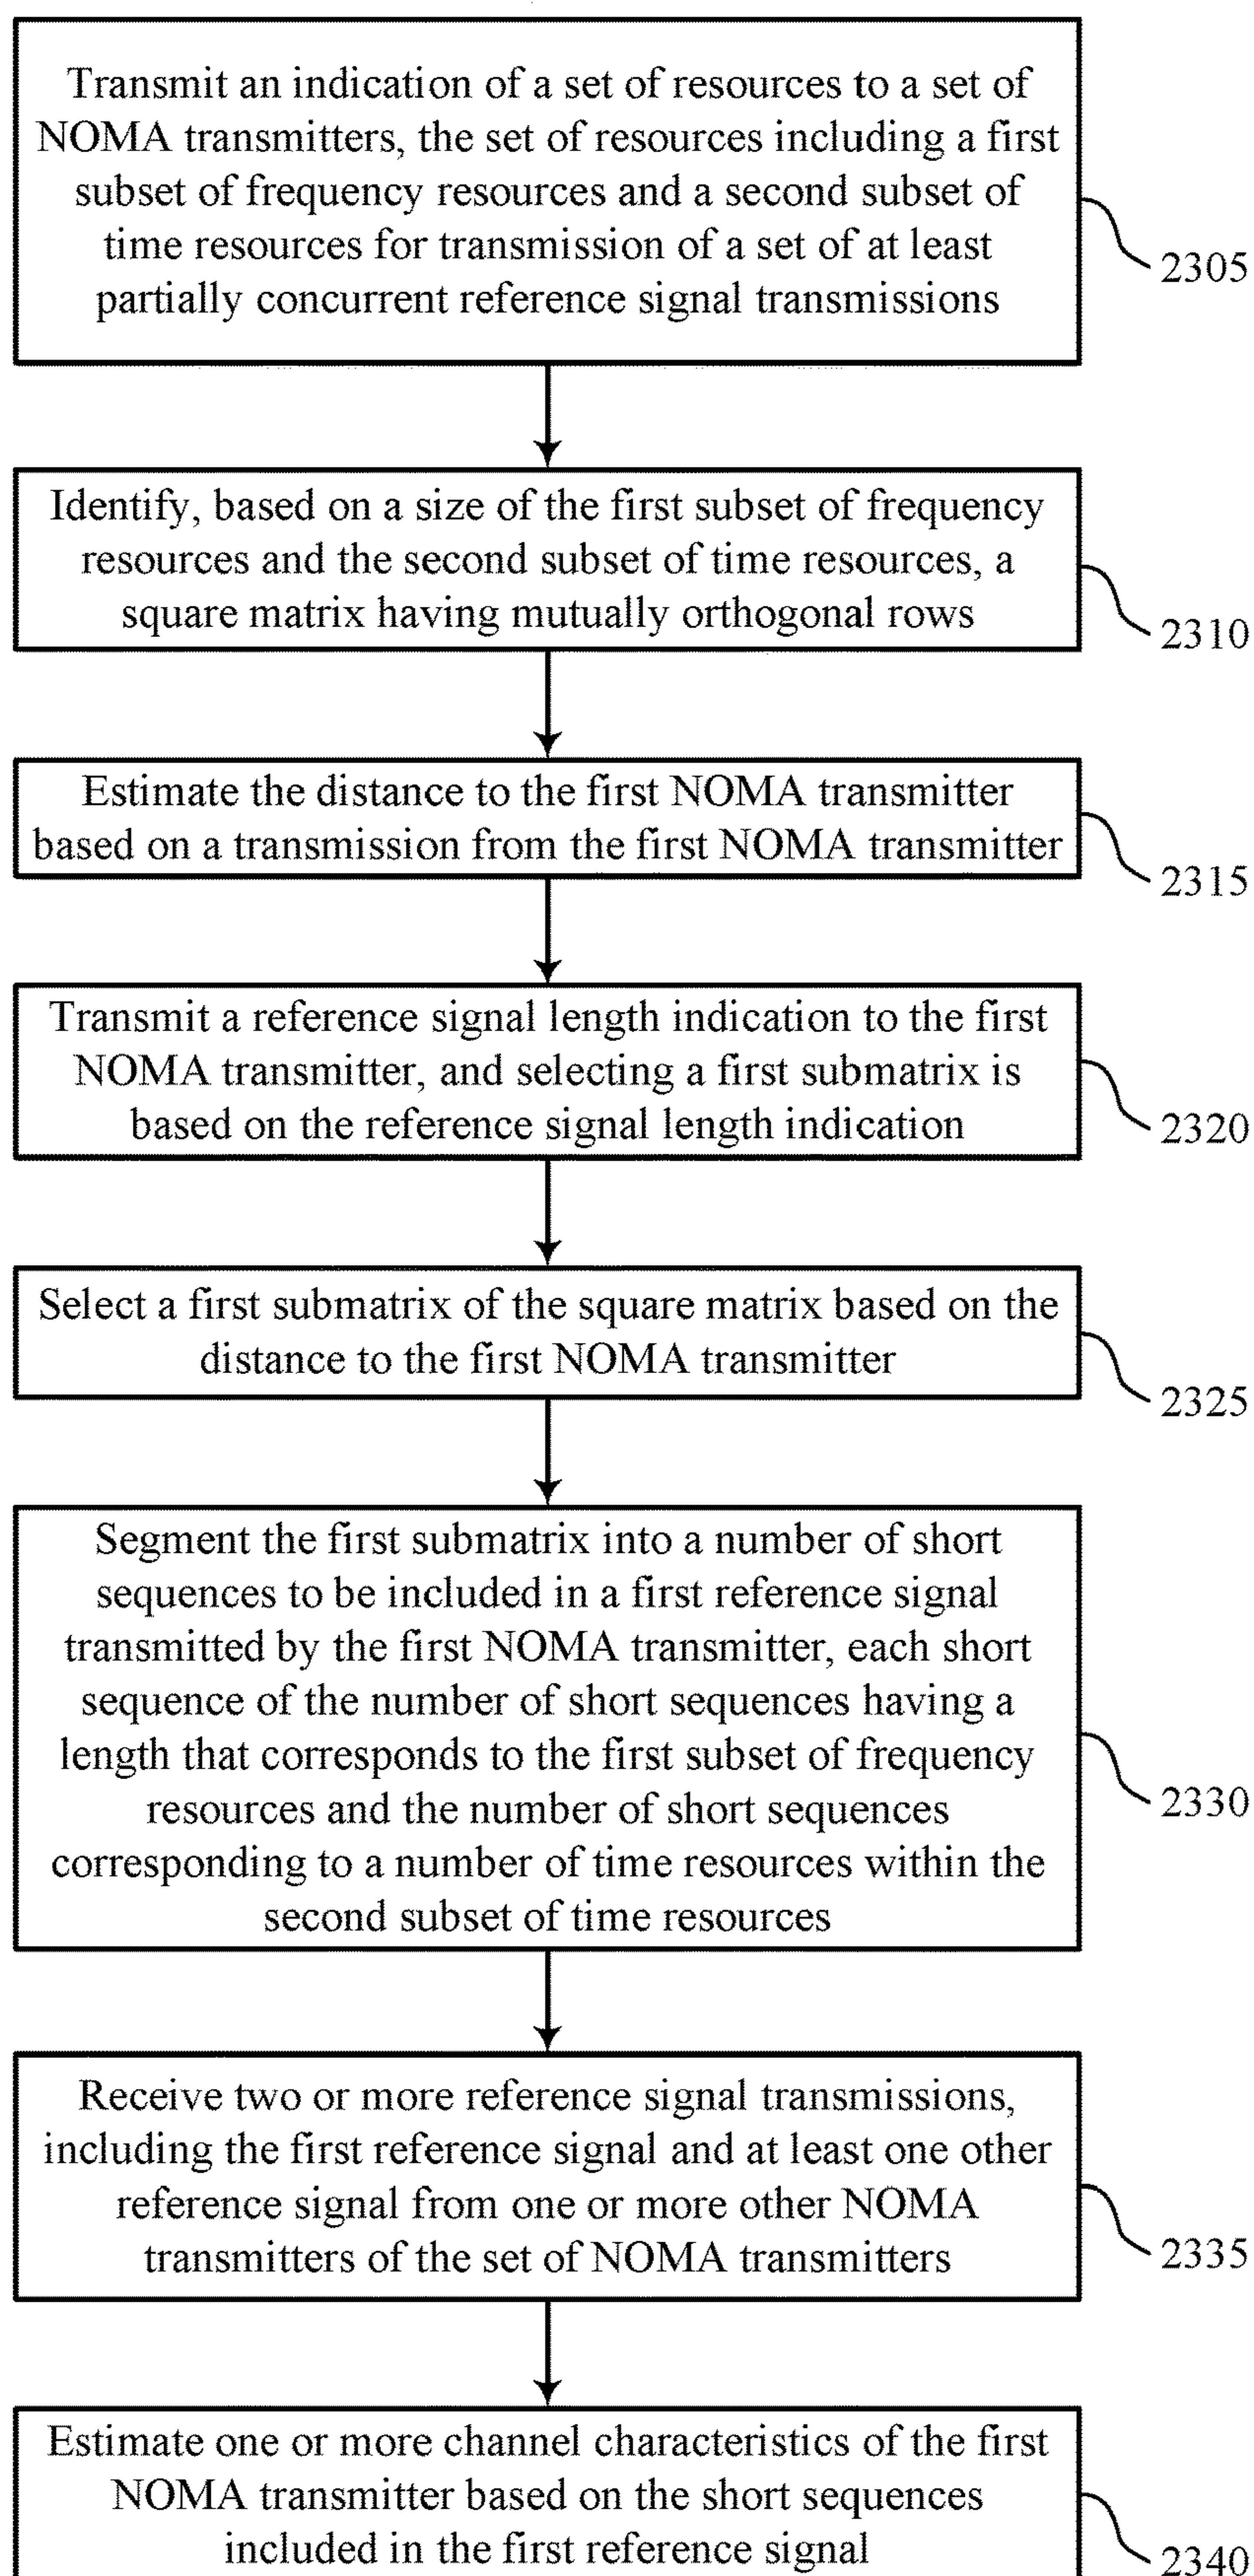 Transmit an indication of a set of resources to a set of
NOMA transmitters, the set of resources including a first
subset of frequency resources and a second subset of
time resources for transmission of a set of at least
partially concurrent reference signal transmissions
2305
Identify, based on a size of the first subset of frequency
resources and the second subset of time resources, a
square matrix having mutually orthogonal rows
2310
Estimate the distance to the first NOMA transmitter
based on a transmission from the first NOMA transmitter
2315
Transmit a reference signal length indication to the first
NOMA transmitter, and selecting a first submatrix is
based on the reference signal length indication
2320
Select a first submatrix of the square matrix based on the
distance to the first NOMA transmitter
2325
Segment the first submatrix into a number of short
sequences to be included in a first reference signal
transmitted by the first NOMA transmitter, each short
sequence of the number of short sequences having a
length that corresponds to the first subset of frequency
resources and the number of short sequences
corresponding to a number of time resources within the
second subset of time resources
2330
Receive two or more reference signal transmissions,
including the first reference signal and at least one other
reference signal from one or more other NOMA
transmitters of the set of NOMA transmitters
2335
Estimate one or more channel characteristics of the first
NOMA transmitter based on the short sequences
included in the first reference signal
2340